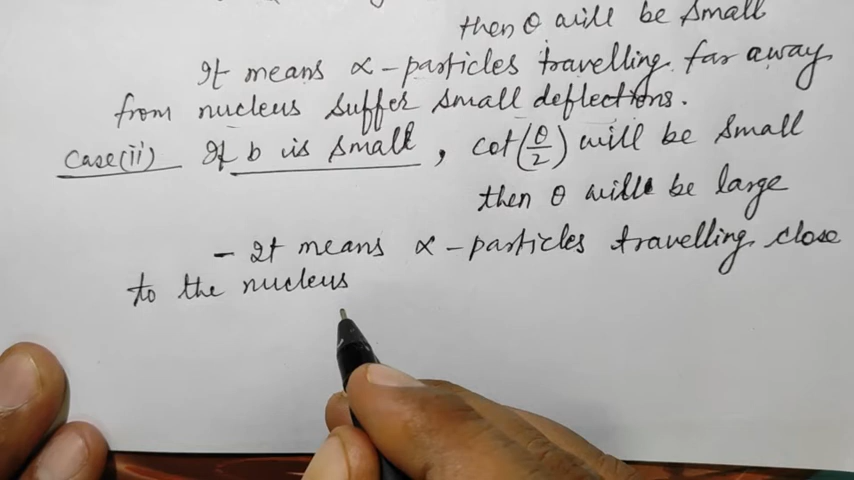 then θ will be small
It means α-particles travelling far away
from nucleus suffer small deflections.
Case(ii) If b is small, cot(θ/2) will be small
then θ will be large
- It means α-particles travelling close
to the nucleus